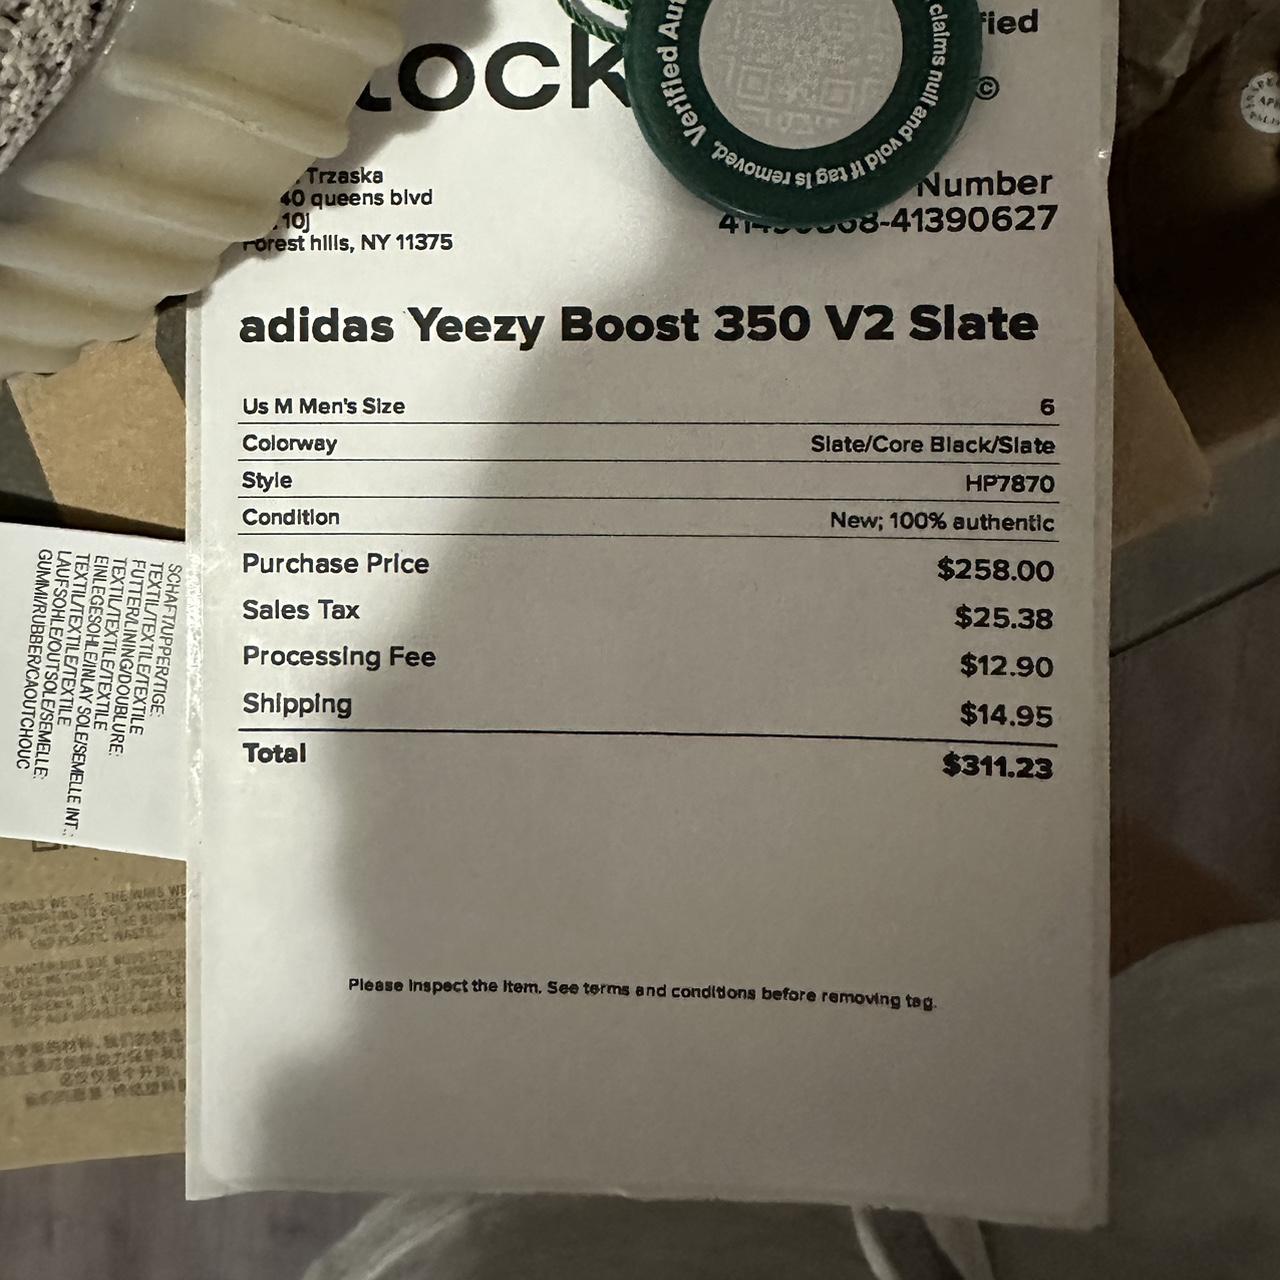 ock
fied
©
Verified Aut
claims null and void if tag is removed.
Trzaska
40 queens blvd
10j
Forest hills, NY 11375
Number
-41390627
adidas Yeezy Boost 350 V2 Slate
Us M Men's Size 6
Colorway Slate/Core Black/Slate
Style HP7870
Condition New; 100% authentic
Purchase Price $258.00
Sales Tax $25.38
Processing Fee $12.90
Shipping $14.95
Total $311.23
Please inspect the item. See terms and conditions before removing tag.
SCHAFT/UPPER/TIGE:
TEXTIL/TEXTILE/TEXTILE
FUTTER/LINING/DOUBLURE:
TEXTIL/TEXTILE/TEXTILE
EINLEGESOHLE/INLAY SOLE/SEMELLE INT.:
TEXTIL/TEXTILE/TEXTILE
LAUFSOHLE/OUTSOLE/SEMELLE:
GUMMI/RUBBER/CAOUTCHOUC